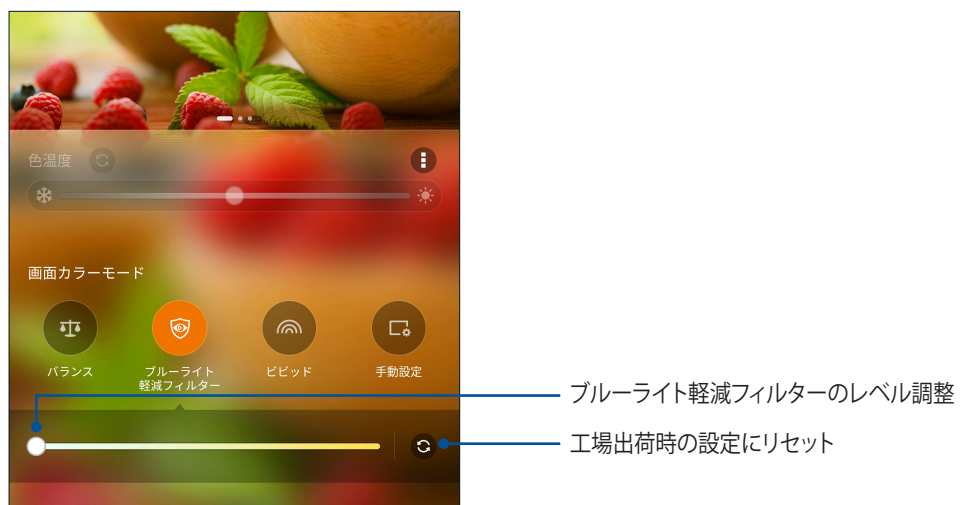 色温度
画面カラーモード
バランス
ブルーライト
軽減フィルター
ビビッド
手動設定
ブルーライト軽減フィルターのレベル調整
工場出荷時の設定にリセット